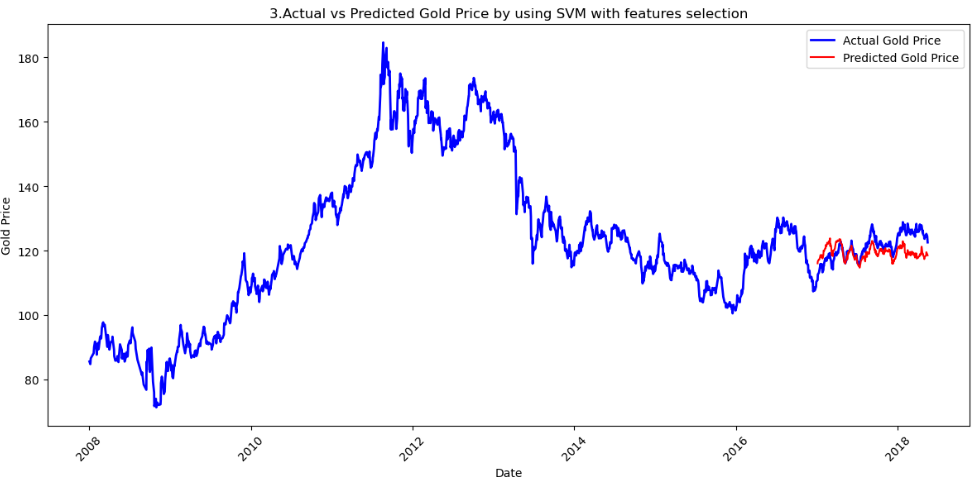 3.Actual vs Predicted Gold Price by using SVM with features selection
Actual Gold Price
Predicted Gold Price
180
160
140
120
100
80
Gold Price
2008
2010
2012
2014
2016
2018
Date